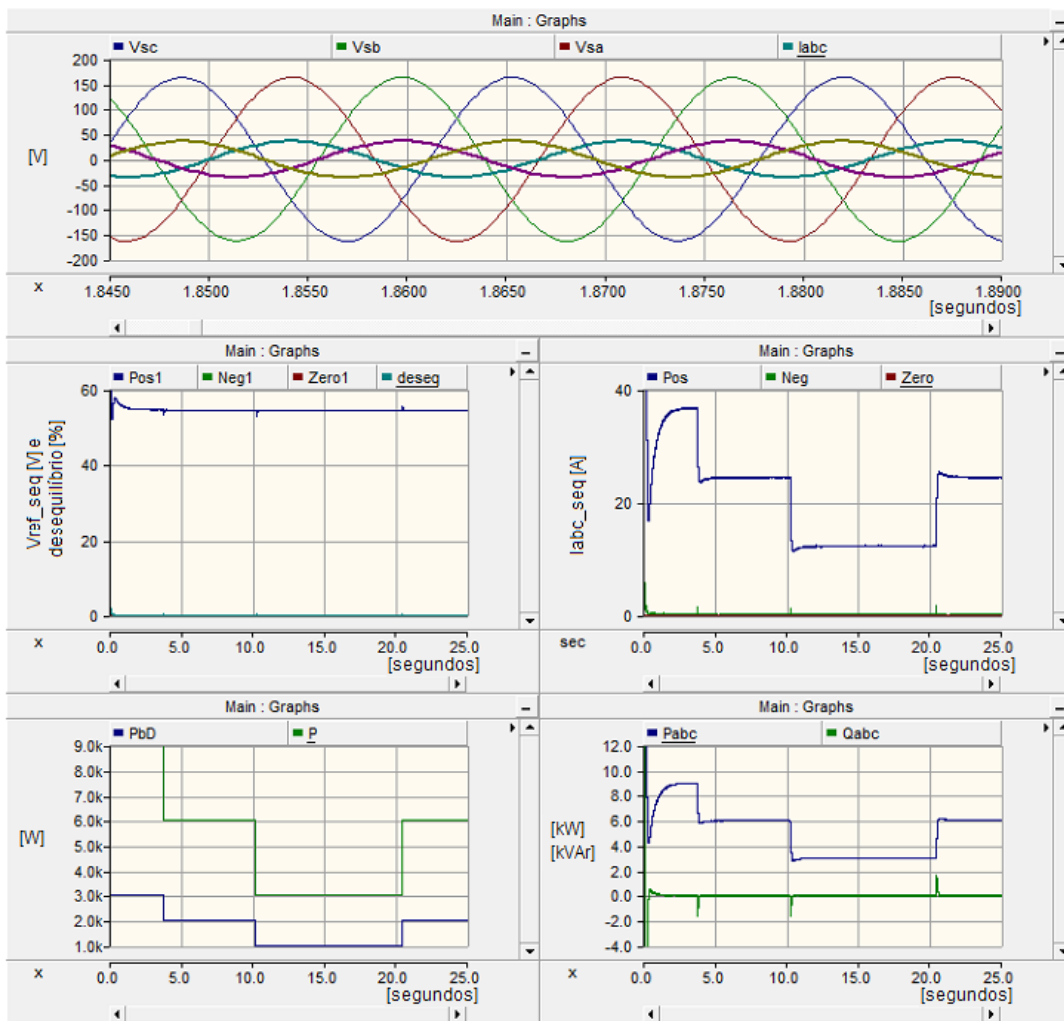 Main : Graphs
Vsc Vsb Vsa Iabc
200
150
100
50
0
-50
-100
-150
-200
[V]
x
1.8450 1.8500 1.8550 1.8600 1.8650 1.8700 1.8750 1.8800 1.8850 1.8900
[segundos]
Main : Graphs
Pos1 Neg1 Zero1 deseq
60
40
20
0
Vref_seq [V] e
desequilíbrio [%]
x
0.0 5.0 10.0 15.0 20.0 25.0
[segundos]
Main : Graphs
Pos Neg Zero
40
20
0
Iabc_seq [A]
sec
0.0 5.0 10.0 15.0 20.0 25.0
[segundos]
Main : Graphs
PbD P
9.0k
8.0k
7.0k
6.0k
5.0k
4.0k
3.0k
2.0k
1.0k
[W]
x
0.0 5.0 10.0 15.0 20.0 25.0
[segundos]
Main : Graphs
Pabc Qabc
12.0
10.0
8.0
6.0
4.0
2.0
0.0
-2.0
-4.0
[kW]
[kVAr]
x
0.0 5.0 10.0 15.0 20.0 25.0
[segundos]